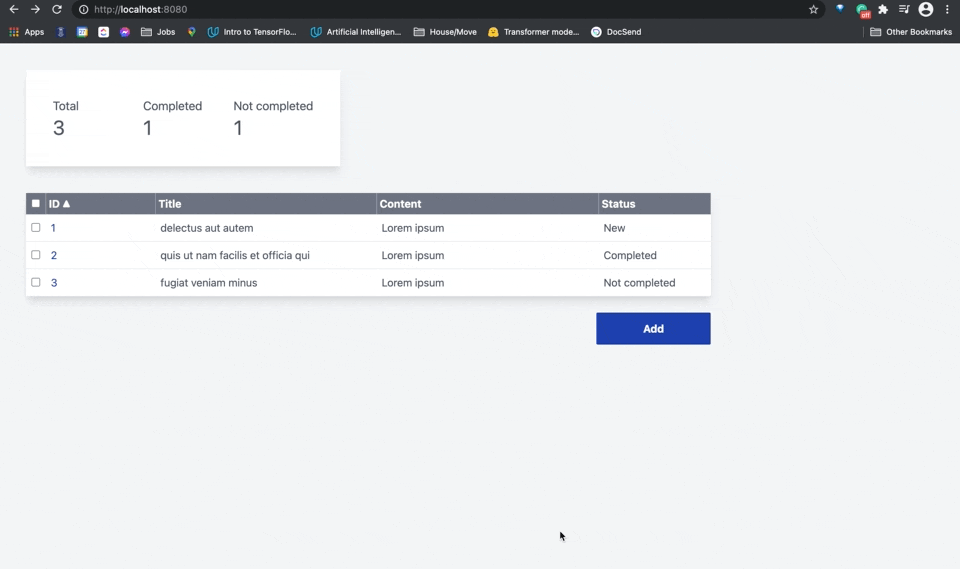 http://localhost:8080
off
Apps Jobs Intro to TensorFlo... Artificial Intelligen... House/Move Transformer mode... DocSend Other Bookmarks
Total Completed Not completed
3 1 1
ID ▲ Title Content Status
1 delectus aut autem Lorem ipsum New
2 quis ut nam facilis et officia qui Lorem ipsum Completed
3 fugiat veniam minus Lorem ipsum Not completed
Add